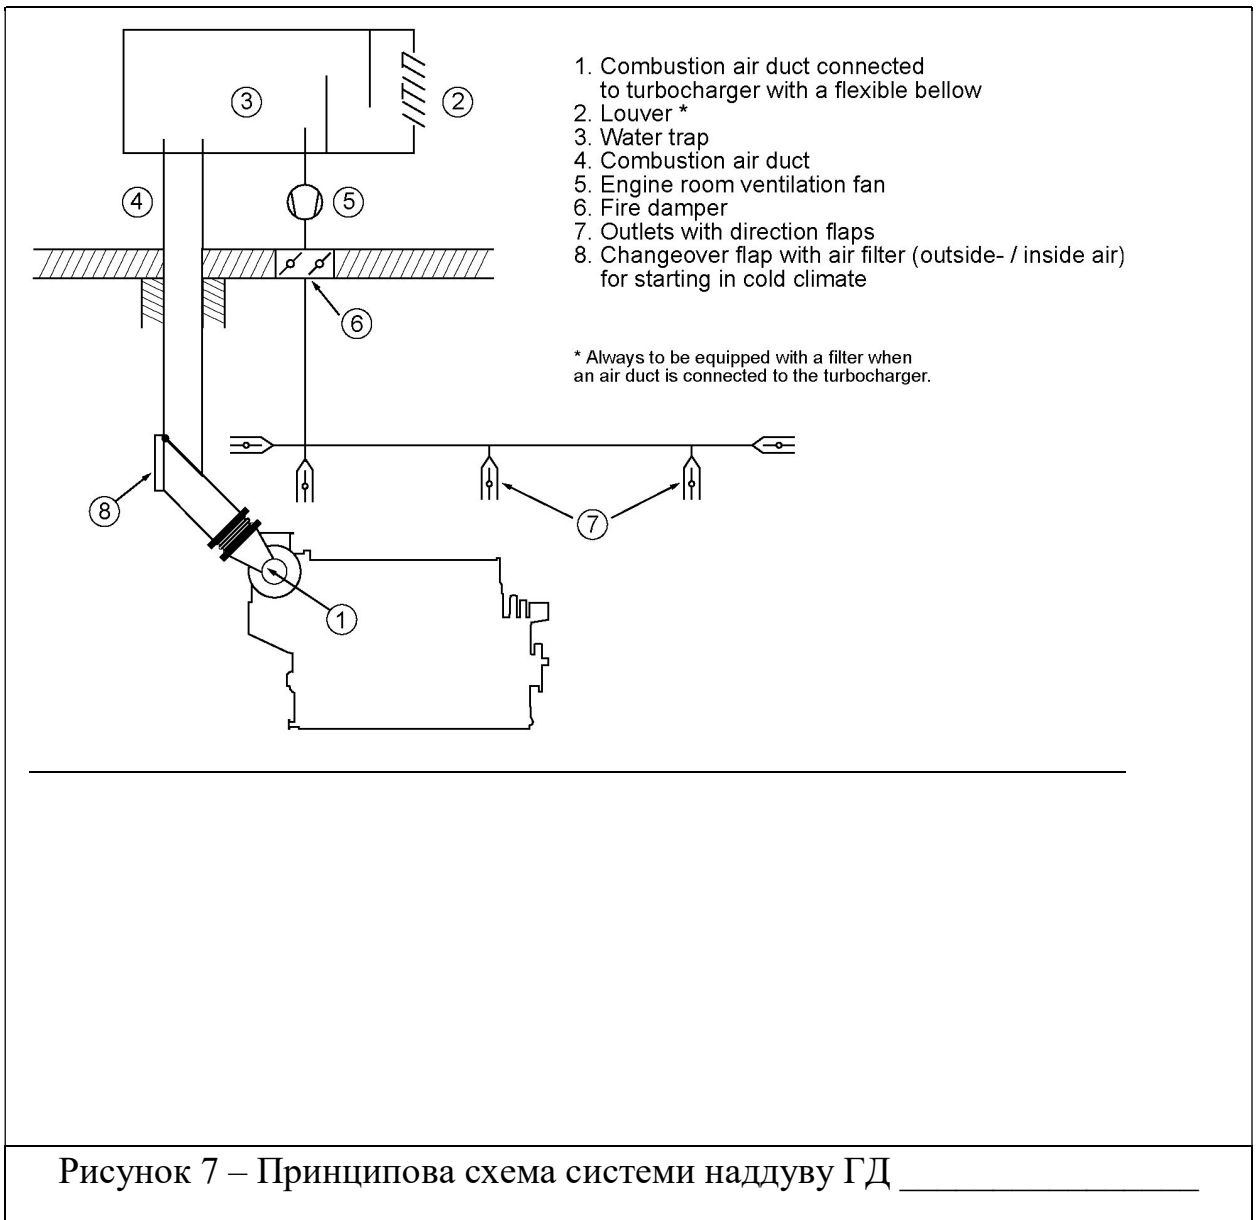 3
2
4
5
6
8
7
1
1. Combustion air duct connected
to turbocharger with a flexible bellow
2. Louver *
3. Water trap
4. Combustion air duct
5. Engine room ventilation fan
6. Fire damper
7. Outlets with direction flaps
8. Changeover flap with air filter (outside- / inside air)
for starting in cold climate
* Always to be equipped with a filter when
an air duct is connected to the turbocharger.
Рисунок 7 – Принципова схема системи наддуву ГД ________________